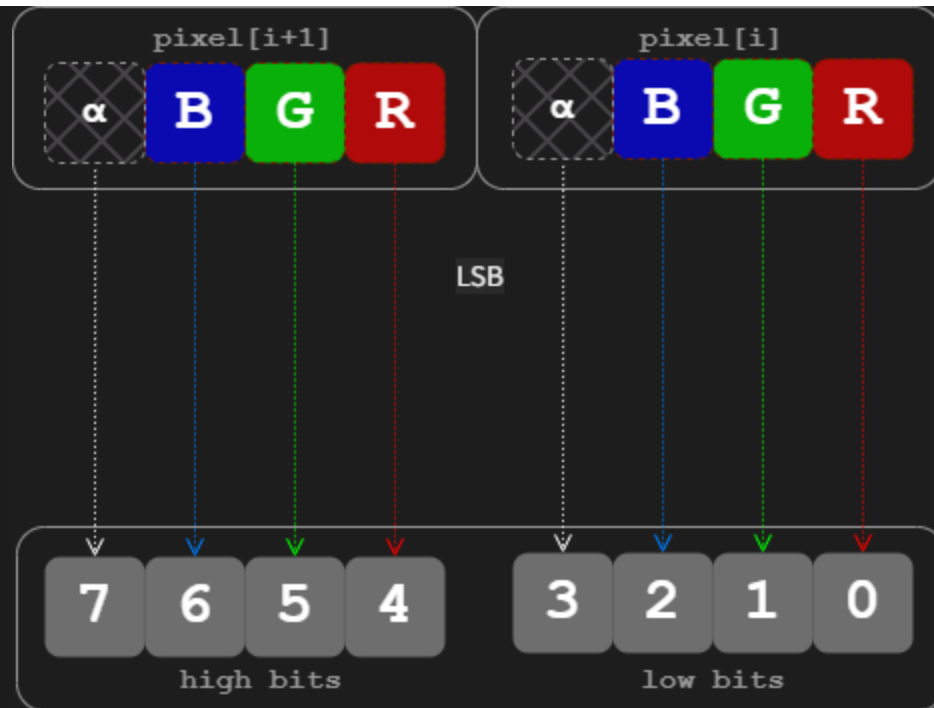 pixel[i+1] pixel[i]
α B G R α B G R
LSB
7 6 5 4 3 2 1 0
high bits low bits